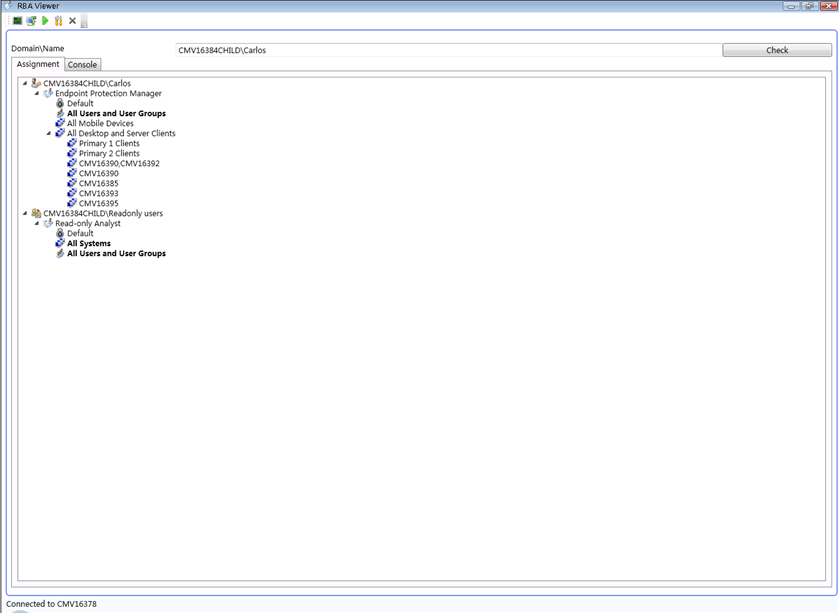 RBA Viewer
Domain\Name
CMV16384CHILD\Carlos
Check
Assignment
Console
CMV16384CHILD\Carlos
Endpoint Protection Manager
Default
All Users and User Groups
All Mobile Devices
All Desktop and Server Clients
Primary 1 Clients
Primary 2 Clients
CMV16390,CMV16392
CMV16390
CMV16385
CMV16393
CMV16395
CMV16384CHILD\Readonly users
Read-only Analyst
Default
All Systems
All Users and User Groups
Connected to CMV16378